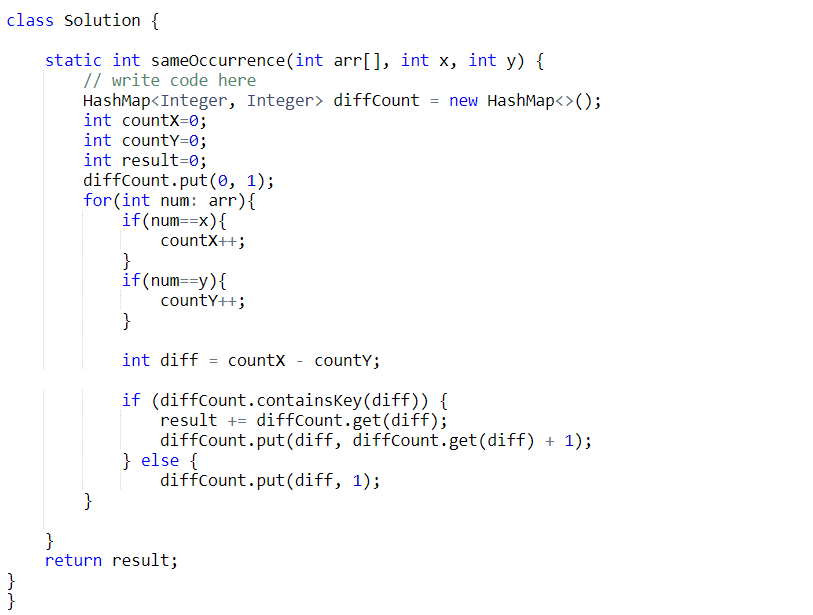 class Solution {
static int sameOccurrence(int arr[], int x, int y) {
// write code here
HashMap<Integer, Integer> diffCount = new HashMap<>();
int countX=0;
int countY=0;
int result=0;
diffCount.put(0, 1);
for(int num: arr){
if(num==x){
countX++;
}
if(num==y){
countY++;
}
int diff = countX - countY;
if (diffCount.containsKey(diff)) {
result += diffCount.get(diff);
diffCount.put(diff, diffCount.get(diff) + 1);
} else {
diffCount.put(diff, 1);
}
}
return result;
}
}